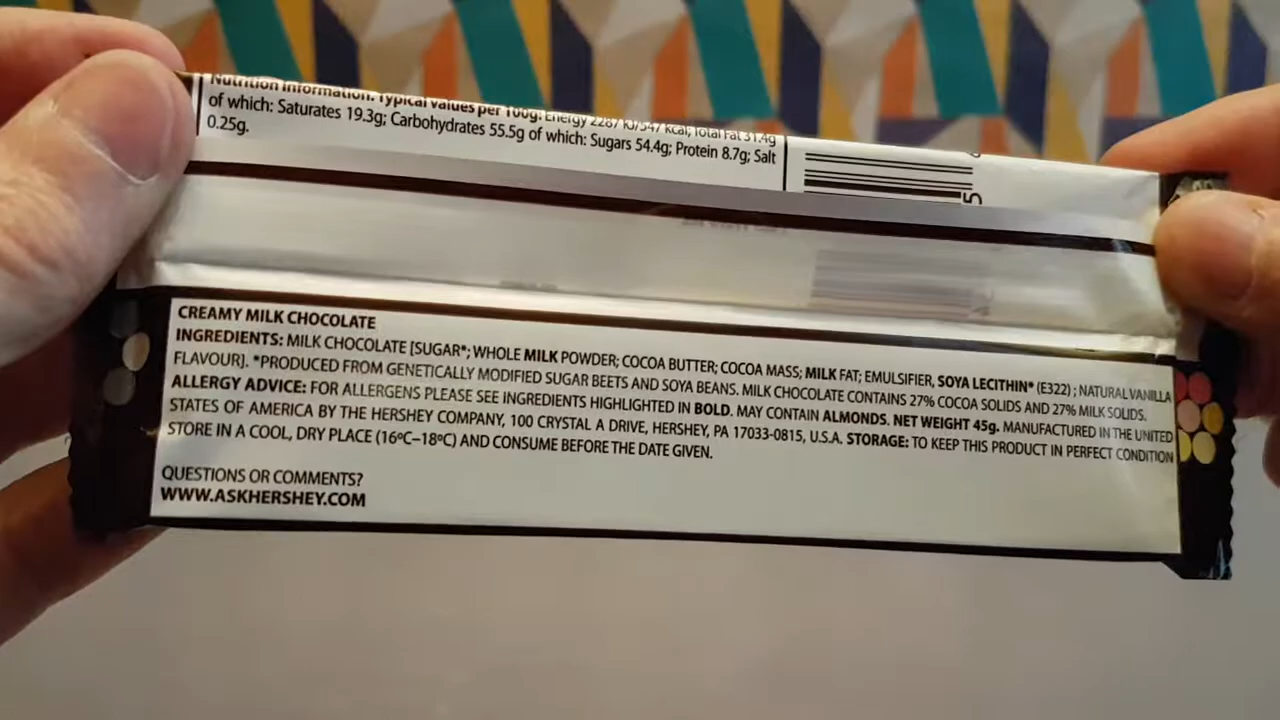 Nutrition Information. Typical values per 100g: Energy 2287 kJ/547 kcal; Total Fat 31.4g
of which: Saturates 19.3g; Carbohydrates 55.5g of which: Sugars 54.4g; Protein 8.7g; Salt
0.25g.
5
CREAMY MILK CHOCOLATE
INGREDIENTS: MILK CHOCOLATE [SUGAR*; WHOLE MILK POWDER; COCOA BUTTER; COCOA MASS; MILK FAT; EMULSIFIER, SOYA LECITHIN* (E322) ; NATURAL VANILLA
FLAVOUR]. *PRODUCED FROM GENETICALLY MODIFIED SUGAR BEETS AND SOYA BEANS. MILK CHOCOLATE CONTAINS 27% COCOA SOLIDS AND 27% MILK SOLIDS.
ALLERGY ADVICE: FOR ALLERGENS PLEASE SEE INGREDIENTS HIGHLIGHTED IN BOLD. MAY CONTAIN ALMONDS. NET WEIGHT 45g. MANUFACTURED IN THE UNITED
STATES OF AMERICA BY THE HERSHEY COMPANY, 100 CRYSTAL A DRIVE, HERSHEY, PA 17033-0815, U.S.A. STORAGE: TO KEEP THIS PRODUCT IN PERFECT CONDITION
STORE IN A COOL, DRY PLACE (16ºC–18ºC) AND CONSUME BEFORE THE DATE GIVEN.
QUESTIONS OR COMMENTS?
WWW.ASKHERSHEY.COM